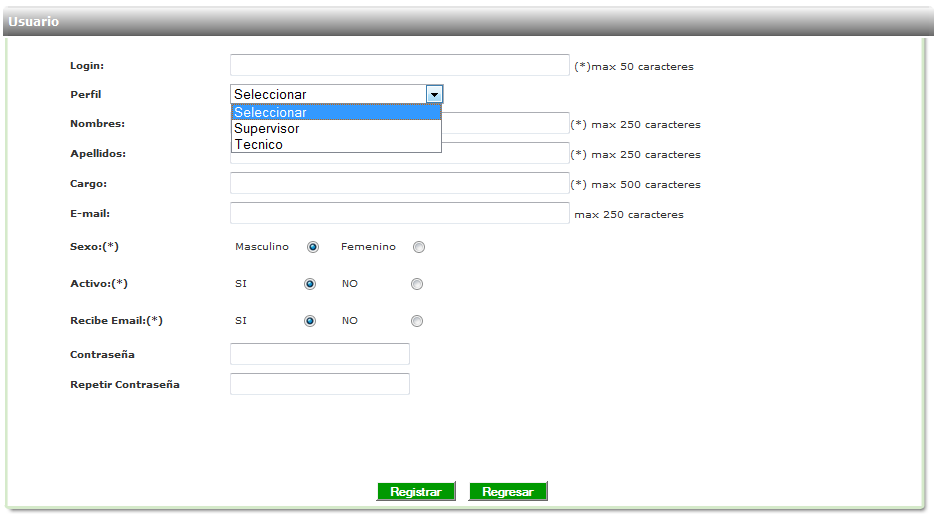 Usuario
Login: (*)max 50 caracteres
Perfil Seleccionar
Seleccionar
Supervisor
Tecnico
Nombres: (*) max 250 caracteres
Apellidos: (*) max 250 caracteres
Cargo: (*) max 500 caracteres
E-mail: max 250 caracteres
Sexo:(*) Masculino Femenino
Activo:(*) SI NO
Recibe Email:(*) SI NO
Contraseña
Repetir Contraseña
Registrar Regresar